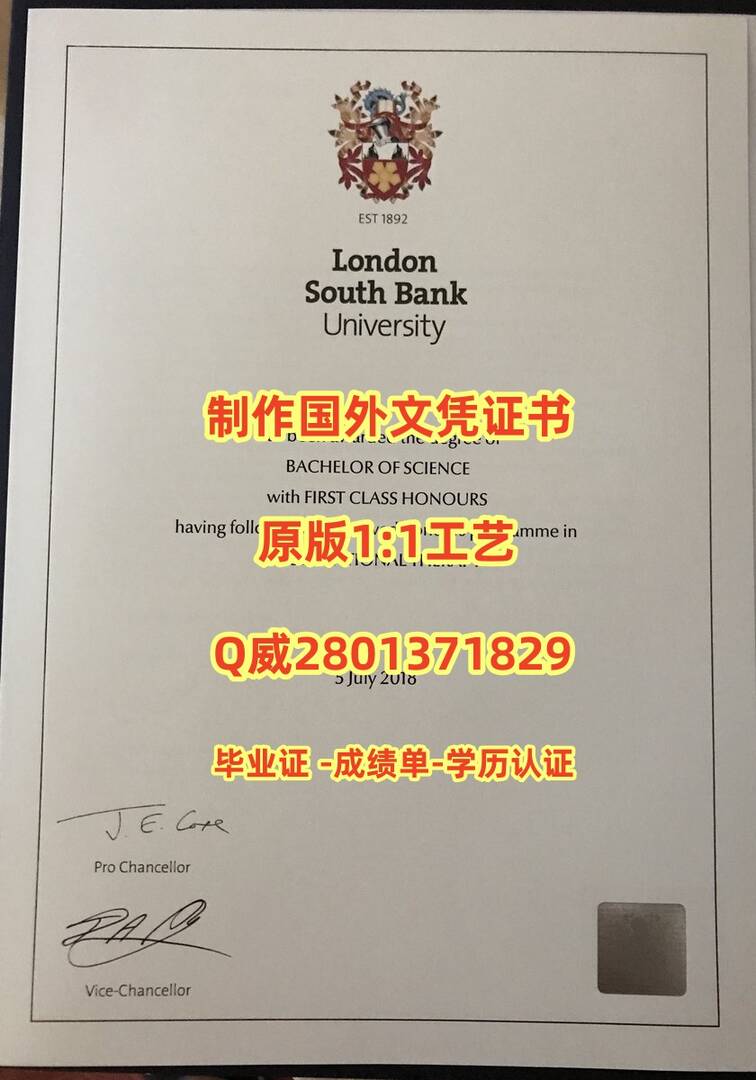 EST 1892
London
South Bank
University
制作国外文凭证书
BACHELOR OF SCIENCE
with FIRST CLASS HONOURS
having
in
原版1:1工艺
Q威2801371829
5 July 2018
毕业证 -成绩单-学历认证
J. E. Cope
Pro Chancellor
Vice-Chancellor